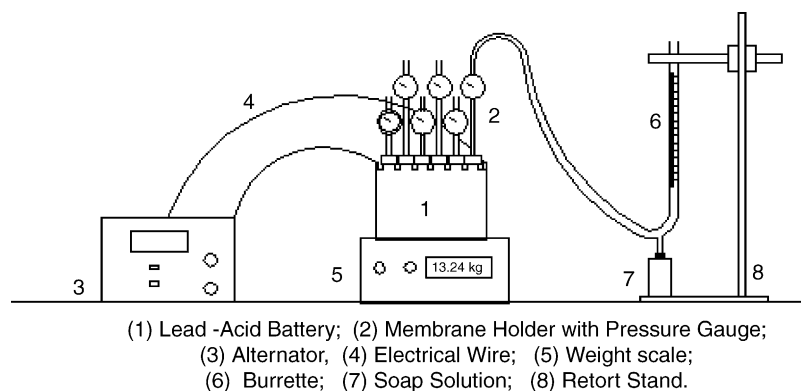 4
2
6
1
13.24 kg
3
5
7
8
(1) Lead -Acid Battery; (2) Membrane Holder with Pressure Gauge;
(3) Alternator, (4) Electrical Wire; (5) Weight scale;
(6) Burrette; (7) Soap Solution; (8) Retort Stand.